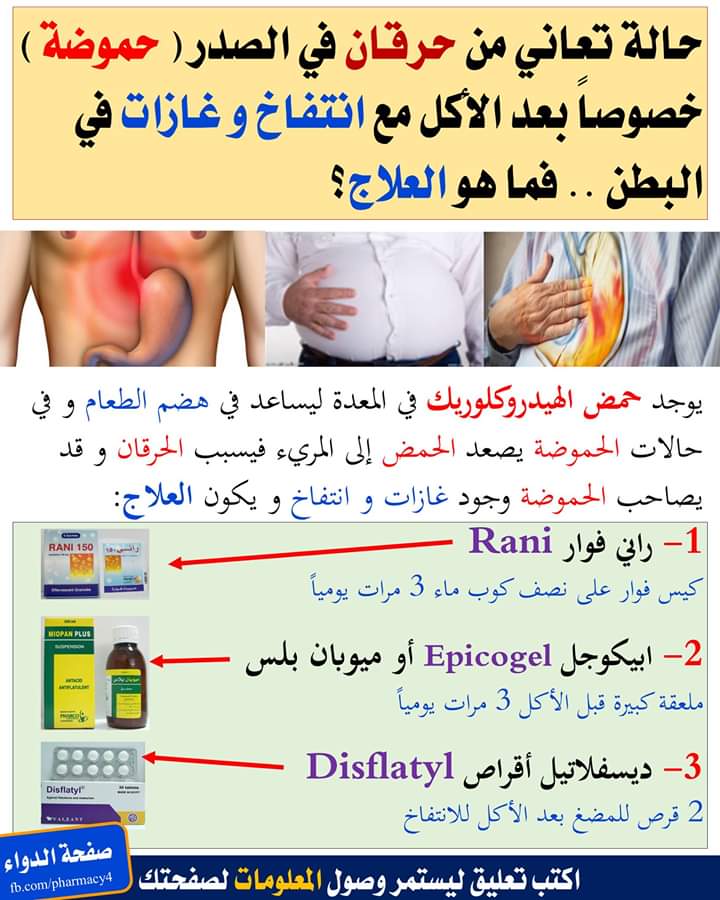 حالة تعاني من حرقان في الصدر ( حموضة )
خصوصاً بعد الأكل مع انتفاخ و غازات في
البطن .. فما هو العلاج؟
يوجد حمض الهيدروكلوريك في المعدة ليساعد في هضم الطعام و في
حالات الحموضة يصعد الحمض إلى المريء فيسبب الحرقان و قد
يصاحب الحموضة وجود غازات و انتفاخ و يكون العلاج:
1- راني فوار Rani
كيس فوار على نصف كوب ماء 3 مرات يومياً
RANI 150
Effervescent Granules
2- ابيكوجل Epicogel أو ميوبان بلس
ملعقة كبيرة قبل الأكل 3 مرات يومياً
MIOPAN PLUS
SUSPENSION
ANTACID
ANTIFLATULENT
ميوبان بلاس
3- ديسفلاتيل أقراص Disflatyl
2 قرص للمضغ بعد الأكل للانتفاخ
Disflatyl
VALEANT
صفحة الدواء
fb.com/pharmacy4
اكتب تعليق ليستمر وصول المعلومات لصفحتك